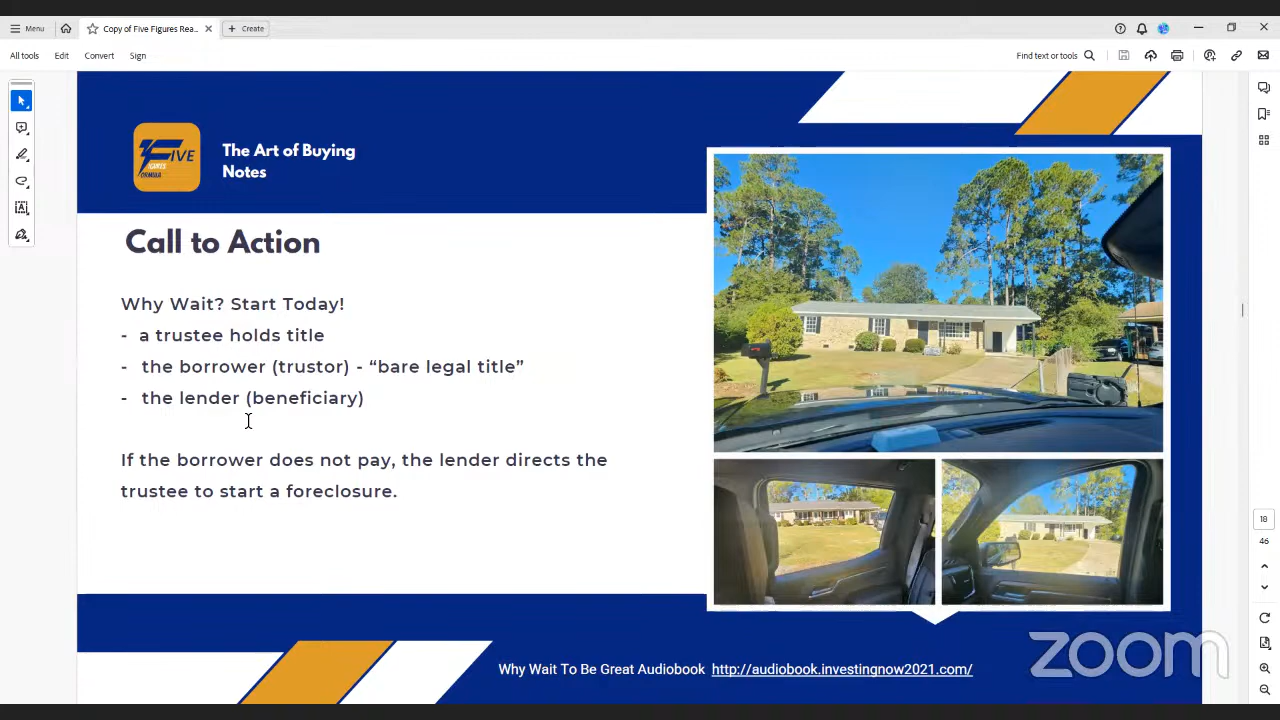 Menu
Copy of Five Figures Rea...
Create
All tools
Edit
Convert
Sign
Find text or tools
FIVE
FIGURES
FORMULA
The Art of Buying
Notes
Call to Action
Why Wait? Start Today!
- a trustee holds title
- the borrower (trustor) - “bare legal title”
- the lender (beneficiary)
If the borrower does not pay, the lender directs the
trustee to start a foreclosure.
18
46
Why Wait To Be Great Audiobook http://audiobook.investingnow2021.com/
zoom